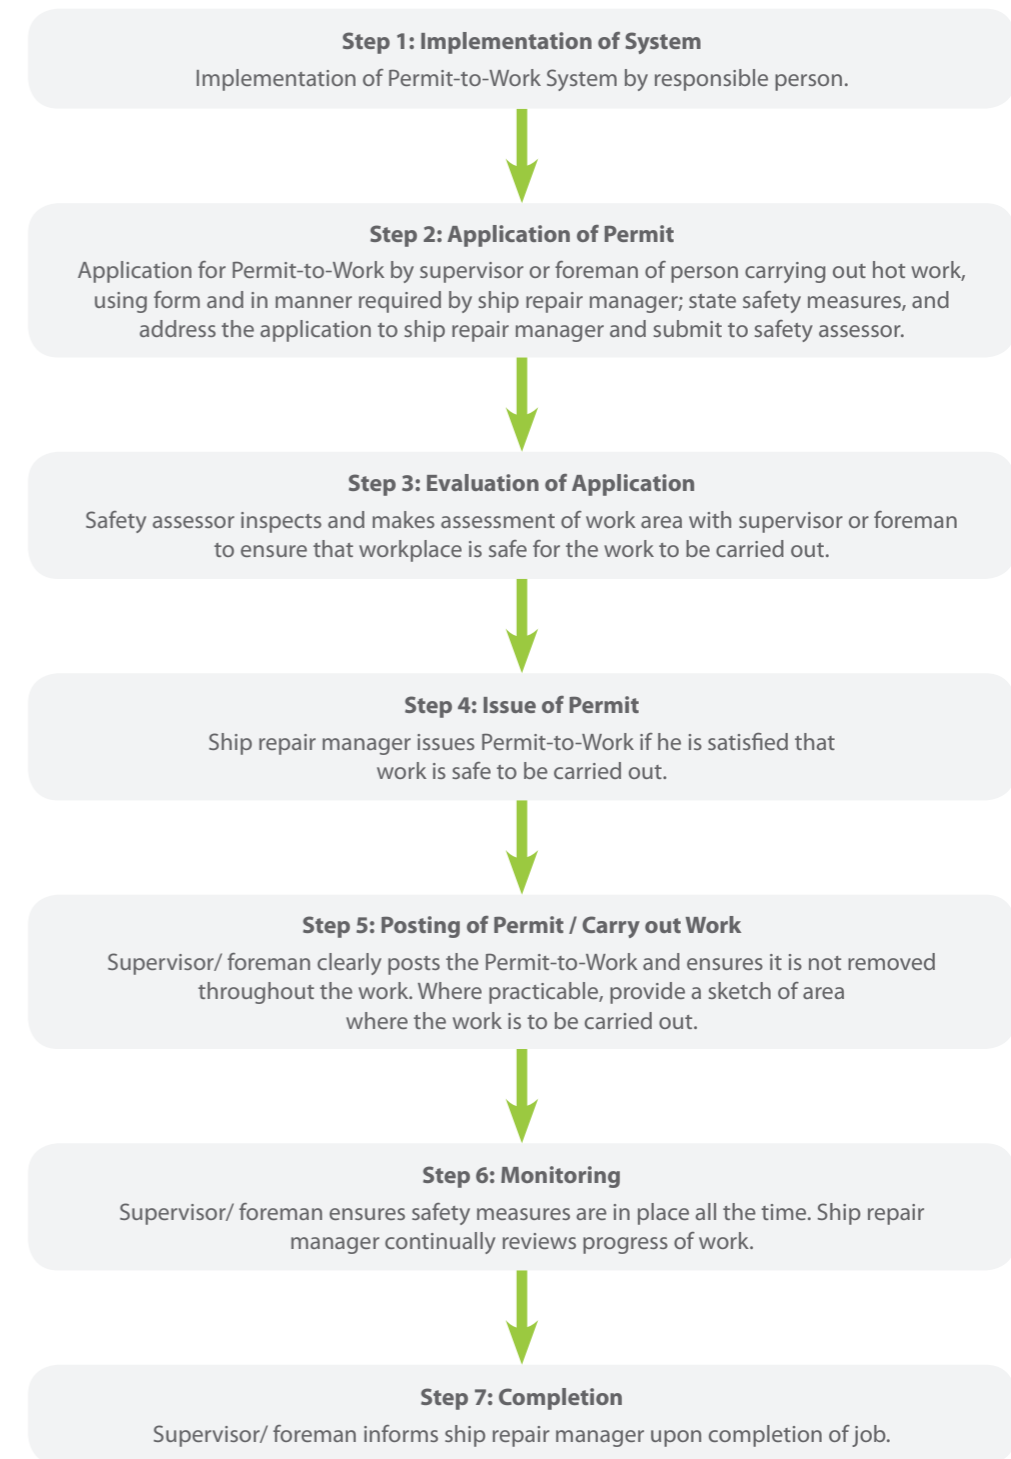 Step 1: Implementation of System
Implementation of Permit-to-Work System by responsible person.
Step 2: Application of Permit
Application for Permit-to-Work by supervisor or foreman of person carrying out hot work,
using form and in manner required by ship repair manager; state safety measures, and
address the application to ship repair manager and submit to safety assessor.
Step 3: Evaluation of Application
Safety assessor inspects and makes assessment of work area with supervisor or foreman
to ensure that workplace is safe for the work to be carried out.
Step 4: Issue of Permit
Ship repair manager issues Permit-to-Work if he is satisfied that
work is safe to be carried out.
Step 5: Posting of Permit / Carry out Work
Supervisor/ foreman clearly posts the Permit-to-Work and ensures it is not removed
throughout the work. Where practicable, provide a sketch of area
where the work is to be carried out.
Step 6: Monitoring
Supervisor/ foreman ensures safety measures are in place all the time. Ship repair
manager continually reviews progress of work.
Step 7: Completion
Supervisor/ foreman informs ship repair manager upon completion of job.